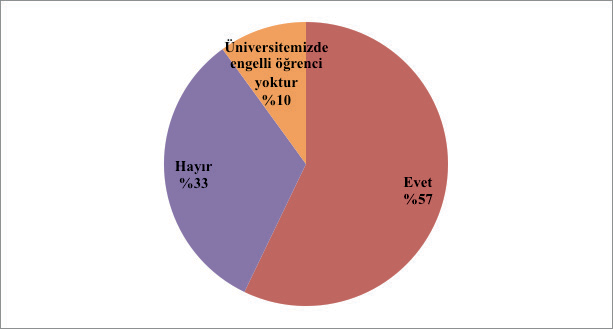 Üniversitemizde
engelli öğrenci
yoktur
%10
Hayır
%33
Evet
%57